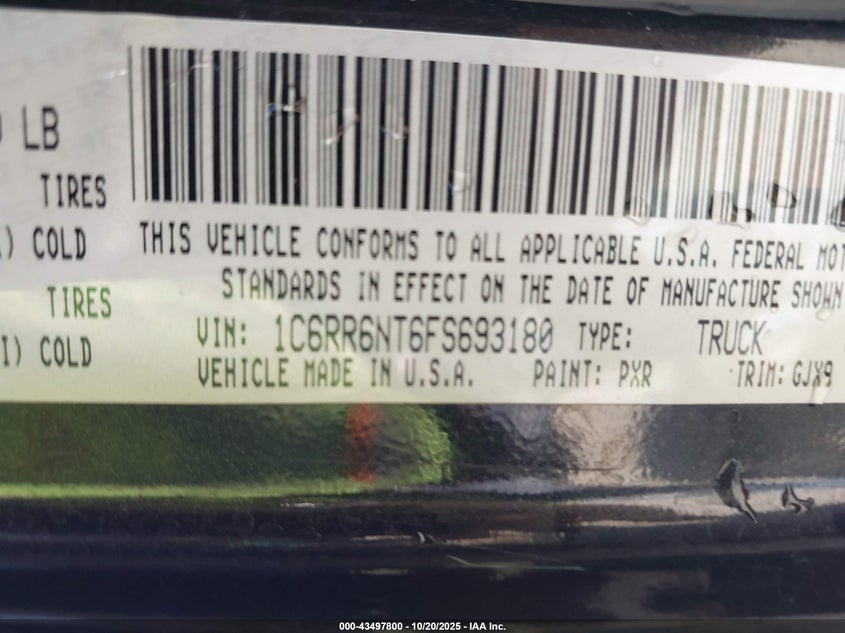 LB
TIRES
) COLD
TIRES
I) COLD
THIS VEHICLE CONFORMS TO ALL APPLICABLE U.S.A. FEDERAL MOT
STANDARDS IN EFFECT ON THE DATE OF MANUFACTURE SHOWN
VIN: 1C6RR6NT6FS693180 TYPE: TRUCK
VEHICLE MADE IN U.S.A. PAINT: PXR TRIM: GJX9
000-43497800 - 10/20/2025 - IAA Inc.